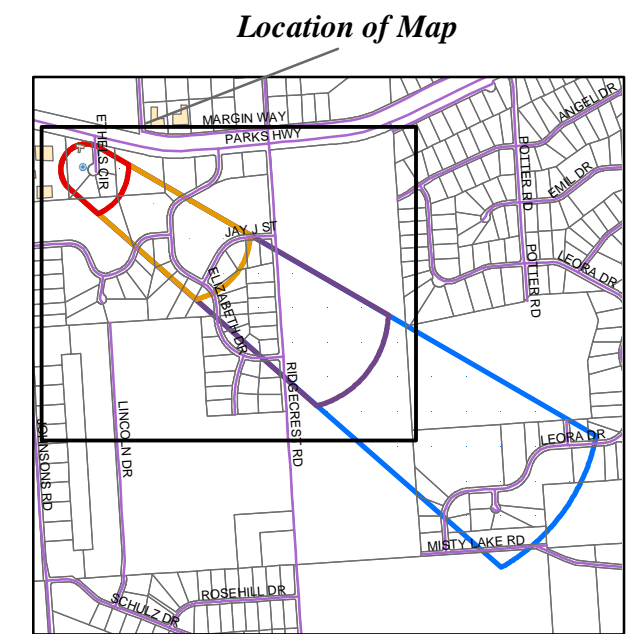 Location of Map
MARGIN WAY
PARKS HWY
ETHELS CIR
ANGEL DR
POTTER RD
EMIL DR
JAY J ST
POTTER RD
LEORA DR
ELIZABETH DR
RIDGECREST RD
LINCOLN DR
JOHNSONS RD
LEORA DR
MISTY LAKE RD
SCHULZ DR
ROSEHILL DR